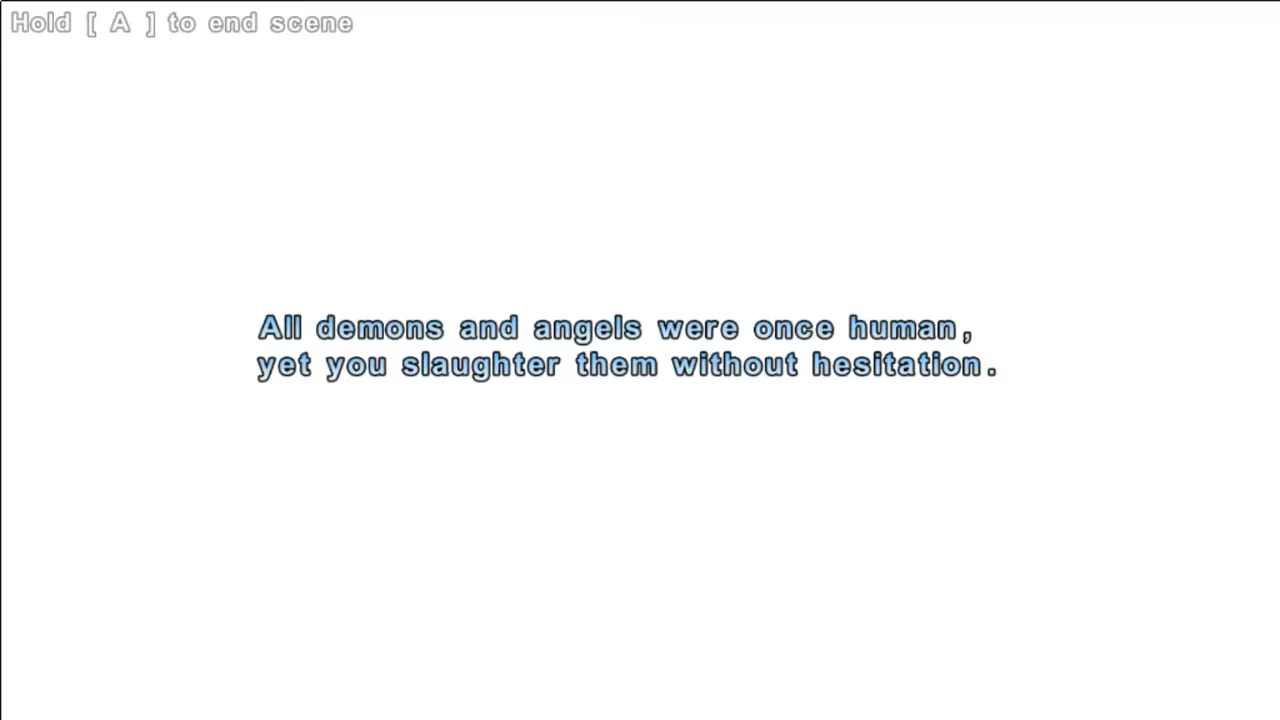 Hold [ A ] to end scene
All demons and angels were once human,
yet you slaughter them without hesitation.